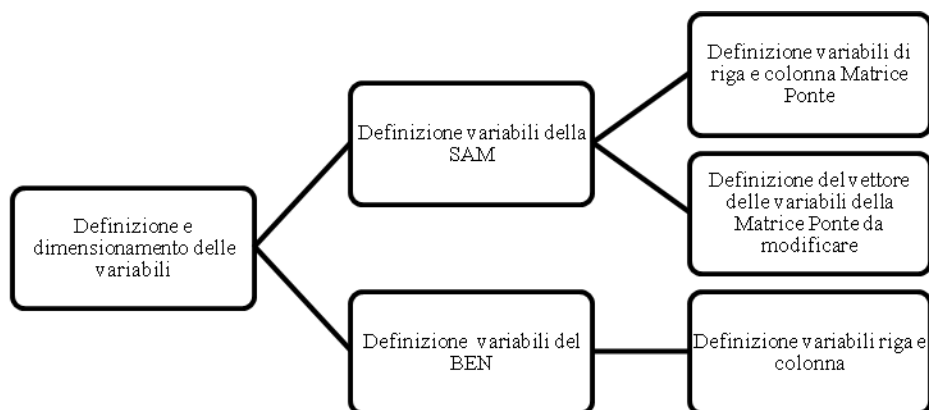 Definizione e
dimensionamento delle
variabili
Definizione variabili della
SAM
Definizione variabili di
riga e colonna Matrice
Ponte
Definizione del vettore
delle variabili della
Matrice Ponte da
modificare
Definizione variabili del
BEN
Definizione variabili riga e
colonna